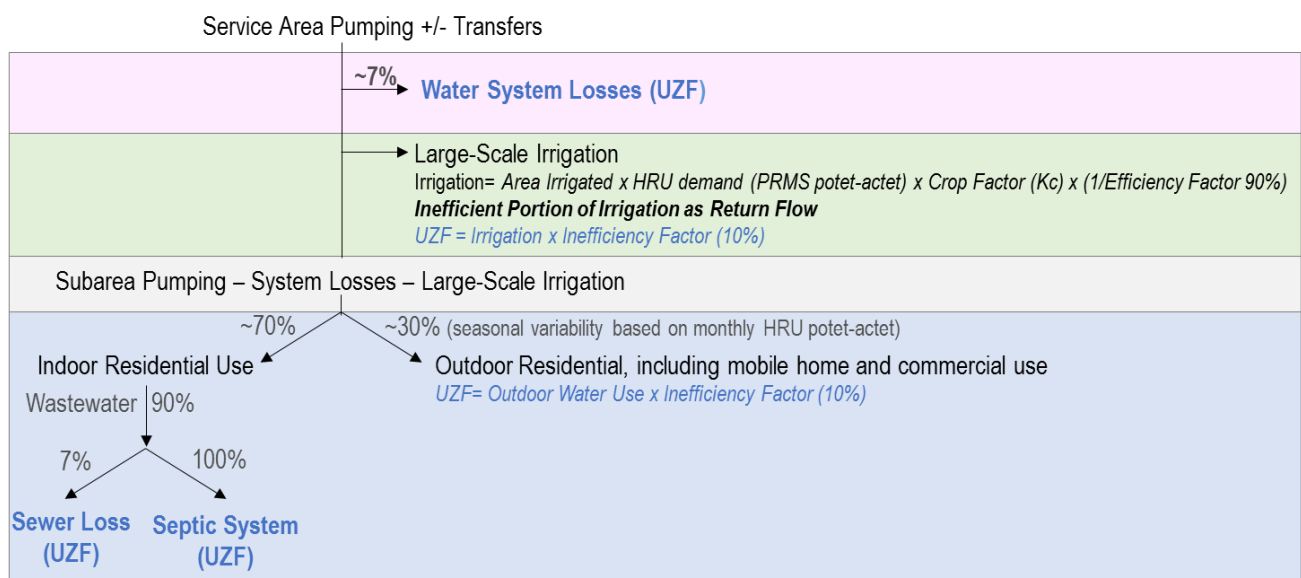 Service Area Pumping +/- Transfers
~7%
Water System Losses (UZF)
Large-Scale Irrigation
Irrigation= Area Irrigated x HRU demand (PRMS potet-actet) x Crop Factor (Kc) x (1/Efficiency Factor 90%)
Inefficient Portion of Irrigation as Return Flow
UZF = Irrigation x Inefficiency Factor (10%)
Subarea Pumping – System Losses – Large-Scale Irrigation
~70%
~30% (seasonal variability based on monthly HRU potet-actet)
Indoor Residential Use
Outdoor Residential, including mobile home and commercial use
UZF= Outdoor Water Use x Inefficiency Factor (10%)
Wastewater 90%
7%
100%
Sewer Loss
(UZF)
Septic System
(UZF)